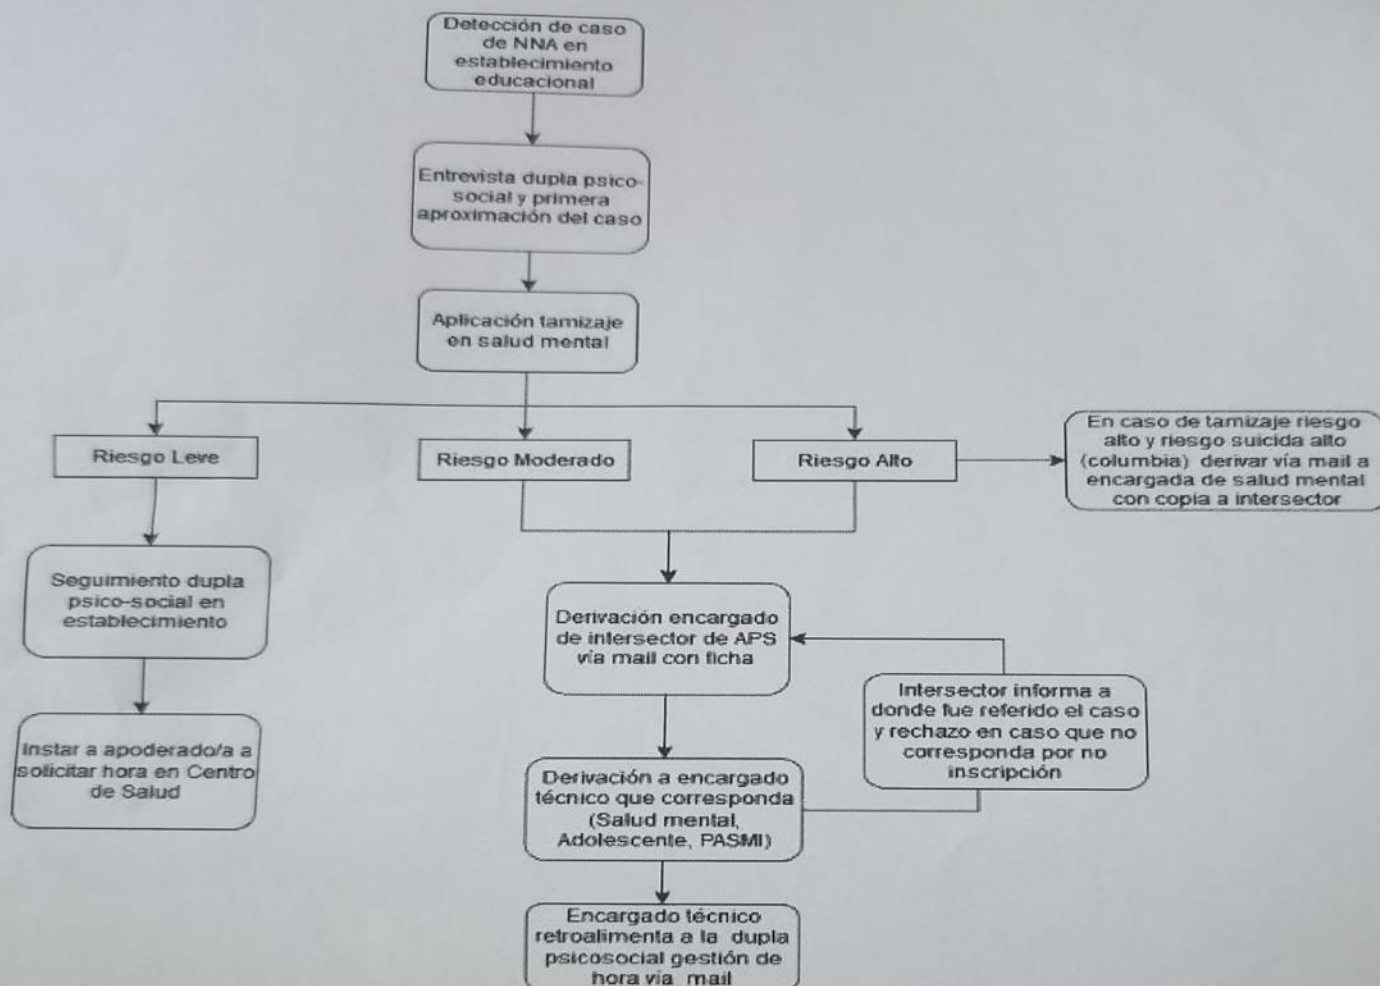 Detección de caso
de NNA en
establecimiento
educacional
Entrevista dupla psico-
social y primera
aproximación del caso
Aplicación tamizaje
en salud mental
Riesgo Leve
Riesgo Moderado
Riesgo Alto
En caso de tamizaje riesgo
alto y riesgo suicida alto
(columbia) derivar vía mail a
encargada de salud mental
con copia a intersector
Seguimiento dupla
psico-social en
establecimiento
Instar a apoderado/a a
solicitar hora en Centro
de Salud
Derivación encargado
de intersector de APS
vía mail con ficha
Intersector informa a
donde fue referido el caso
y rechazo en caso que no
corresponda por no
inscripción
Derivación a encargado
técnico que corresponda
(Salud mental,
Adolescente, PASMI)
Encargado técnico
retroalimenta a la dupla
psicosocial gestión de
hora vía mail